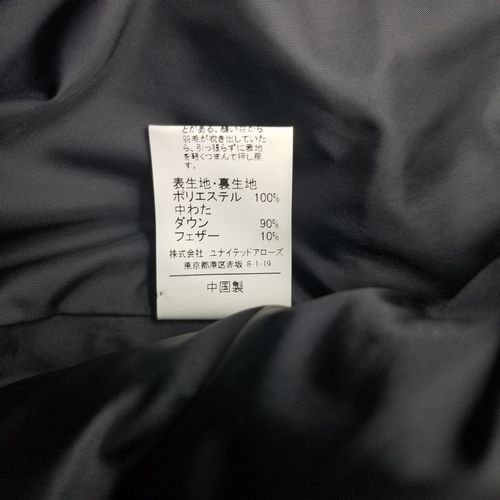 とがある。縫い目から
羽毛が吹き出していた
ら、引っ張らずに表地
を軽くつまんで押し戻
す。
表生地・裏生地
ポリエステル 100%
中わた
ダウン 90%
フェザー 10%
株式会社 ユナイテッドアローズ
東京都港区赤坂 8-1-19
中国製